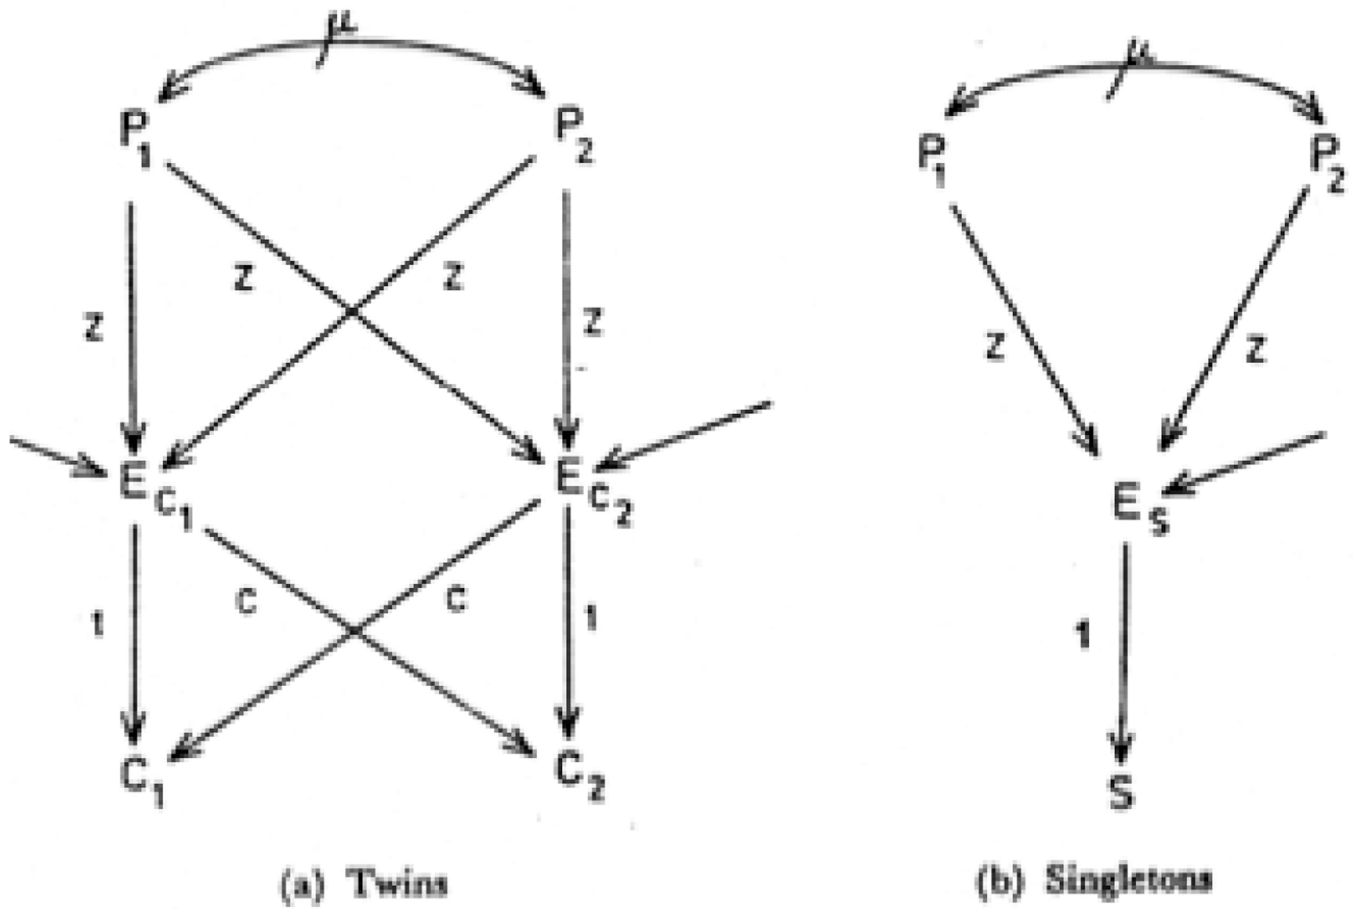 μ μ
P1 P2 P1 P2
z z z z z z
EC1 EC2 ES
1 c c 1 1
C1 C2 S
(a) Twins (b) Singletons